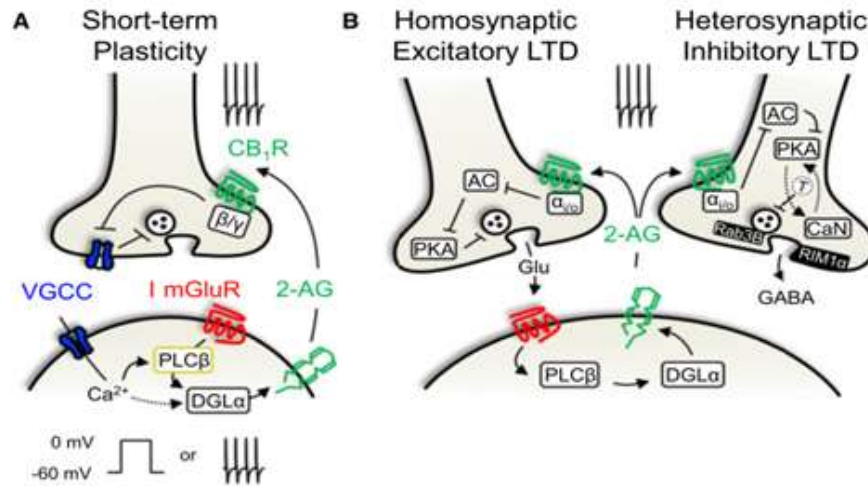 A
Short-term
Plasticity
CB₁R
β/γ
VGCC
I mGluR
2-AG
PLCβ
Ca²⁺
DGLα
0 mV
-60 mV
or
B
Homosynaptic
Excitatory LTD
Heterosynaptic
Inhibitory LTD
AC
αi/o
PKA
Glu
2-AG
AC
PKA
αi/o
CaN
Rab3B
RIM1α
GABA
PLCβ
DGLα